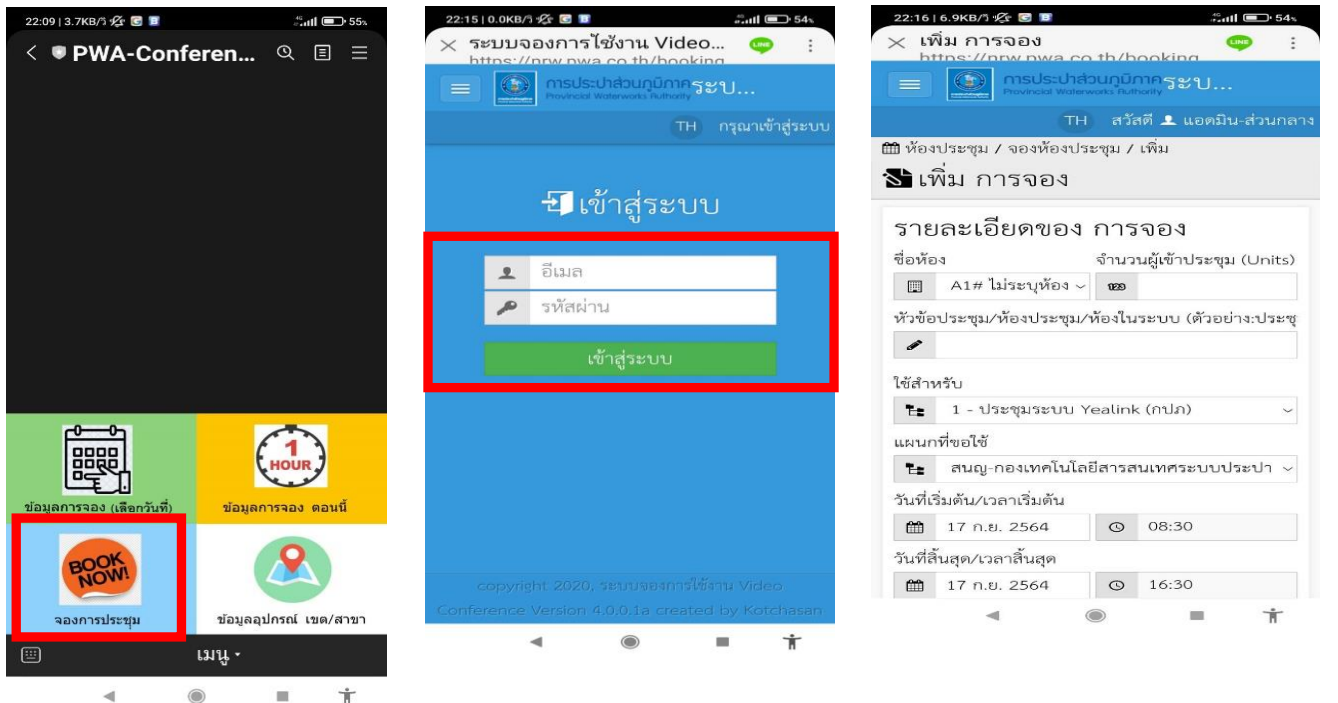 22:09 | 3.7KB/วิ
55%
PWA-Conferen...
1
HOUR
ข้อมูลการจอง (เลือกวันที่)
ข้อมูลการจอง ตอนนี้
BOOK
NOW!
จองการประชุม
ข้อมูลอุปกรณ์ เขต/สาขา
เมนู
22:15 | 0.0KB/วิ
54%
ระบบจองการใช้งาน Video...
LINE
https://nrw.pwa.co.th/booking
การประปาส่วนภูมิภาค
Provincial Waterworks Authority
ระบ...
TH กรุณาเข้าสู่ระบบ
เข้าสู่ระบบ
อีเมล
รหัสผ่าน
เข้าสู่ระบบ
copyright 2020, ระบบจองการใช้งาน Video
Conference Version 4.0.0.1a created by Kotchasan
22:16 | 6.9KB/วิ
54%
เพิ่ม การจอง
LINE
https://nrw.pwa.co.th/booking
การประปาส่วนภูมิภาค
Provincial Waterworks Authority
ระบ...
TH สวัสดี แอดมิน-ส่วนกลาง
ห้องประชุม / จองห้องประชุม / เพิ่ม
เพิ่ม การจอง
รายละเอียดของ การจอง
ชื่อห้อง
จำนวนผู้เข้าประชุม (Units)
A1# ไม่ระบุห้อง
123
หัวข้อประชุม/ห้องประชุม/ห้องในระบบ (ตัวอย่าง:ประชุ
ใช้สำหรับ
1 - ประชุมระบบ Yealink (กปภ)
แผนกที่ขอใช้
สนญ-กองเทคโนโลยีสารสนเทศระบบประปา
วันที่เริ่มต้น/เวลาเริ่มต้น
17 ก.ย. 2564
08:30
วันที่สิ้นสุด/เวลาสิ้นสุด
17 ก.ย. 2564
16:30